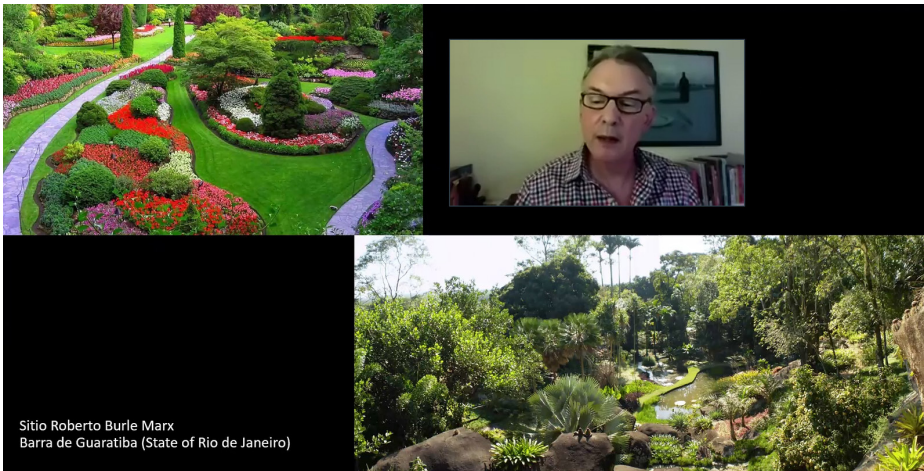 Sitio Roberto Burle Marx
Barra de Guaratiba (State of Rio de Janeiro)